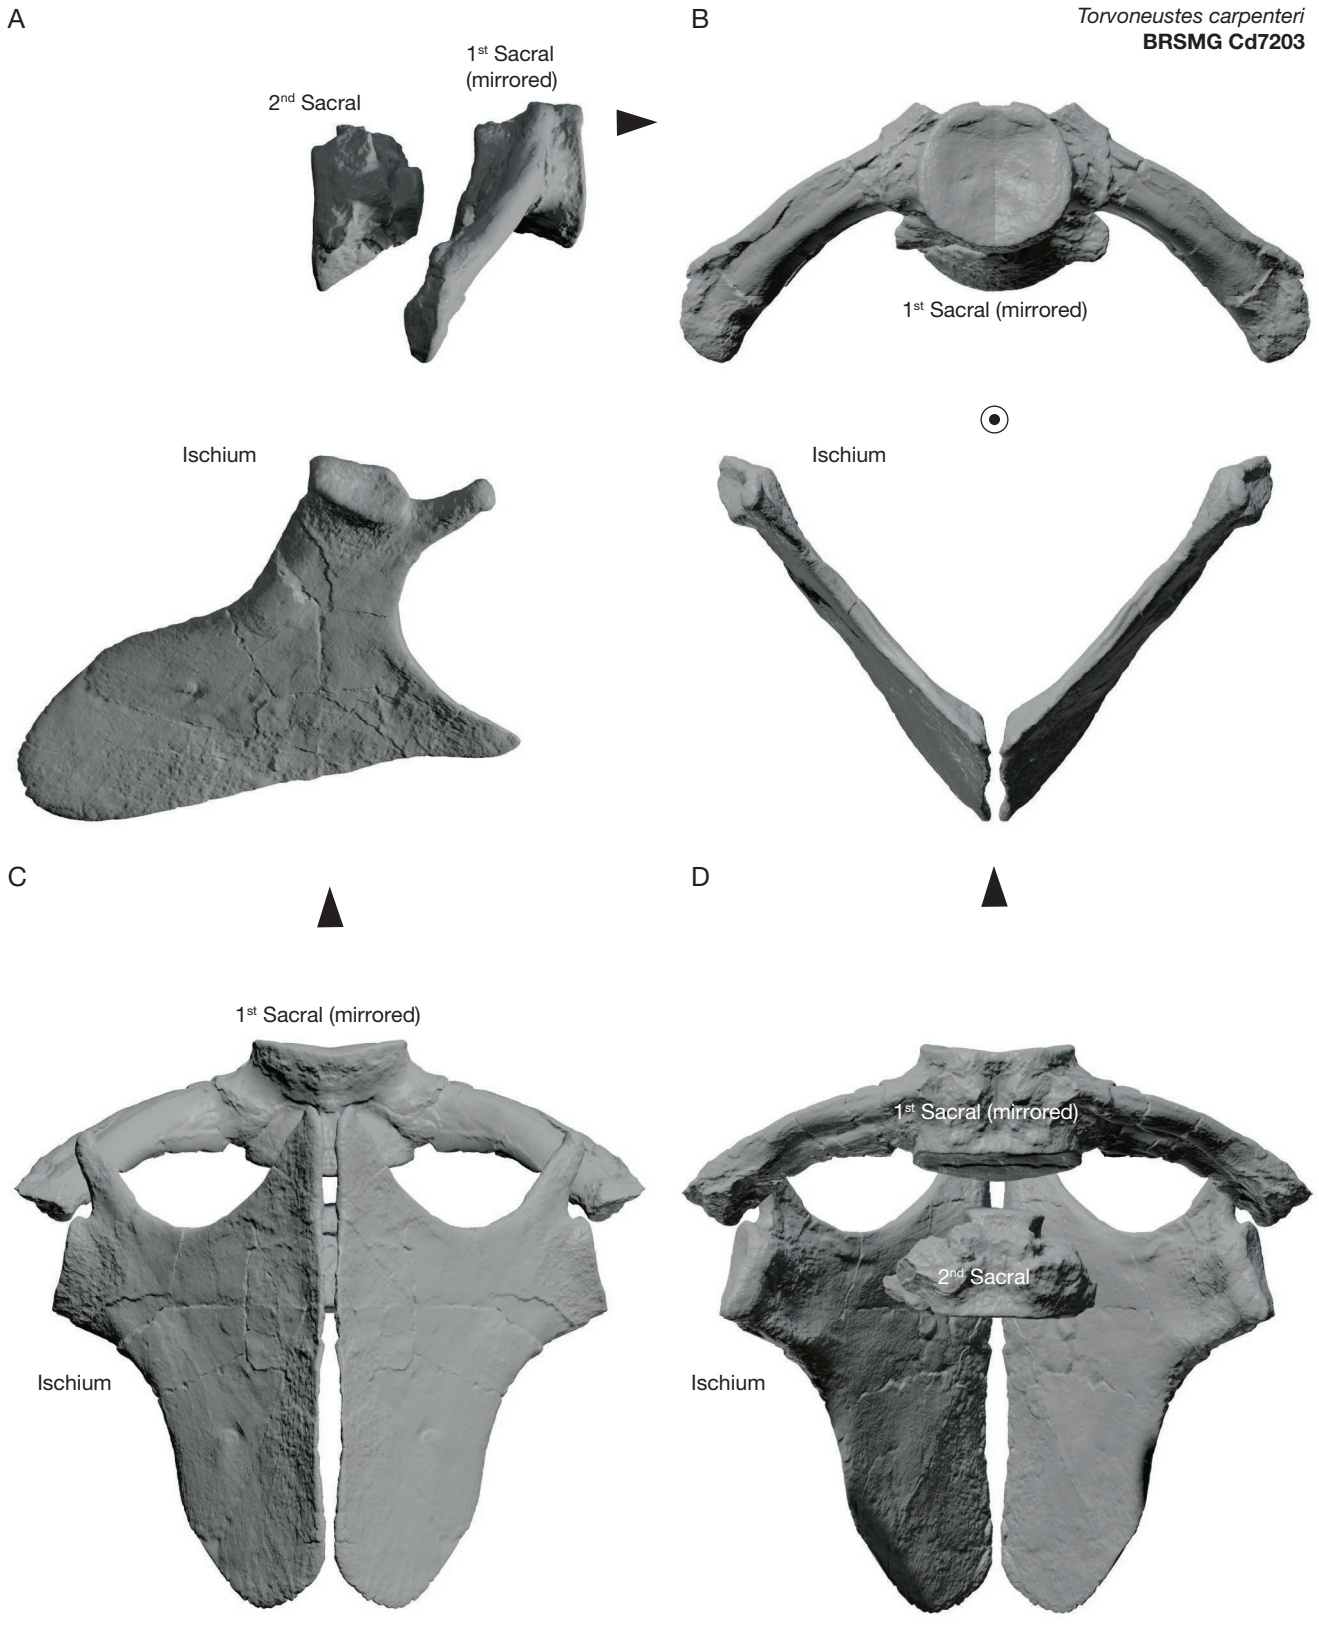 A
B
Torvoneustes carpenteri
BRSMG Cd7203
1st Sacral
(mirrored)
2nd Sacral
1st Sacral (mirrored)
Ischium
Ischium
C
D
1st Sacral (mirrored)
1st Sacral (mirrored)
2nd Sacral
Ischium
Ischium